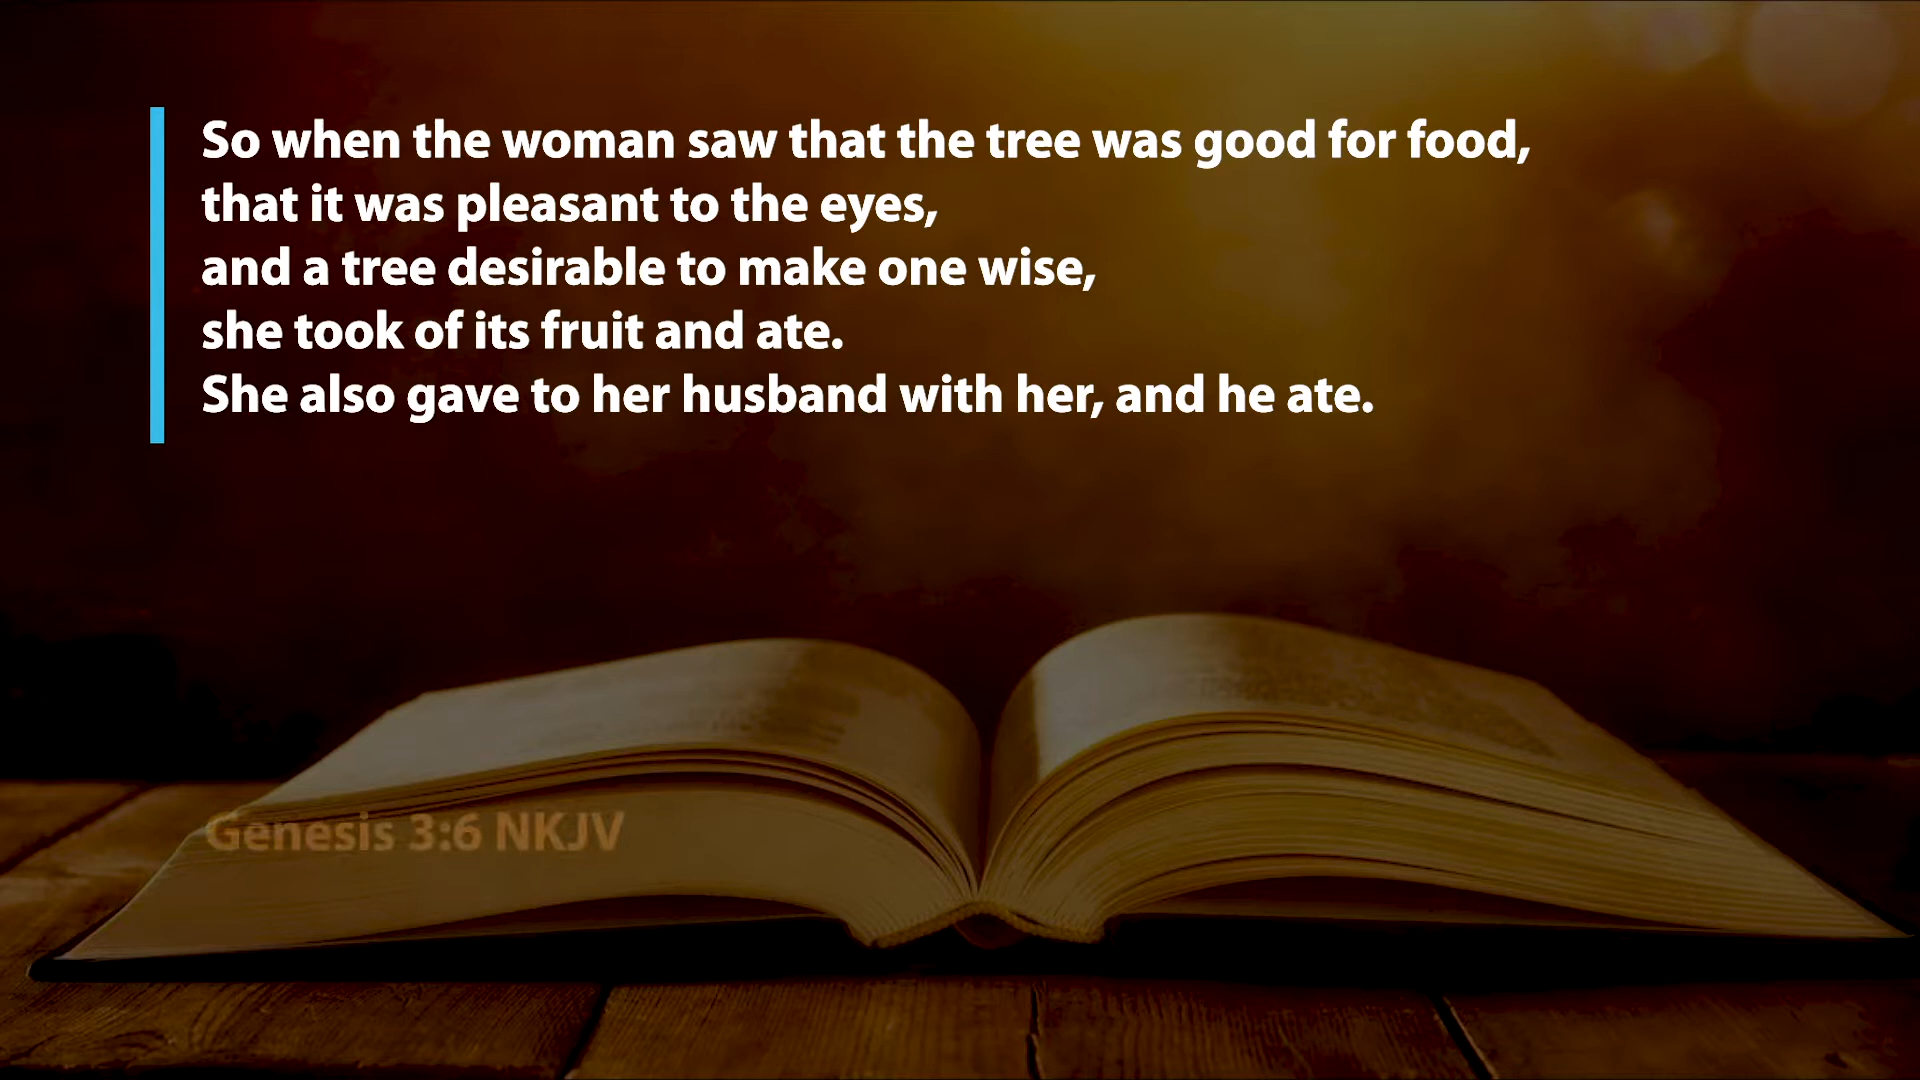 So when the woman saw that the tree was good for food,
that it was pleasant to the eyes,
and a tree desirable to make one wise,
she took of its fruit and ate.
She also gave to her husband with her, and he ate.
Genesis 3:6 NKJV